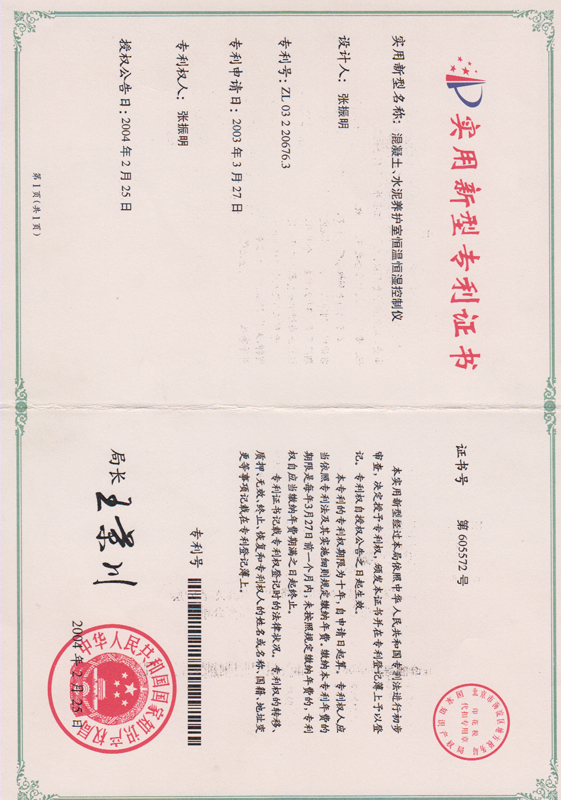 实用新型专利证书
实用新型名称：混凝土、水泥养护室恒温恒湿控制仪
设计人：张振明
专利号：ZL 03 2 20676.3
专利申请日：2003 年 3 月 27 日
专利权人：张振明
授权公告日：2004 年 2 月 25 日
第 1 页（共 1 页）
证书号 第 605572 号
本实用新型经过本局依照中华人民共和国专利法进行初步
审查，决定授予专利权，颁发本证书并在专利登记簿上予以登
记。专利权自授权公告之日起生效。
本专利的专利权期限为十年，自申请日起算。专利权人应
当依照专利法及其实施细则规定缴纳年费。缴纳本专利年费的
期限是每年3月27日前一个月内。未按照规定缴纳年费的，专利
权自应当缴纳年费期满之日起终止。
专利证书记载专利权登记时的法律状况。专利权的转移、
质押、无效、终止、恢复和专利权人的姓名或名称、国籍、地址变
更等事项记载在专利登记簿上。
专利号
局长 王景川
中华人民共和国国家知识产权局
2004 年 2 月 25 日
印花税
代扣专用章